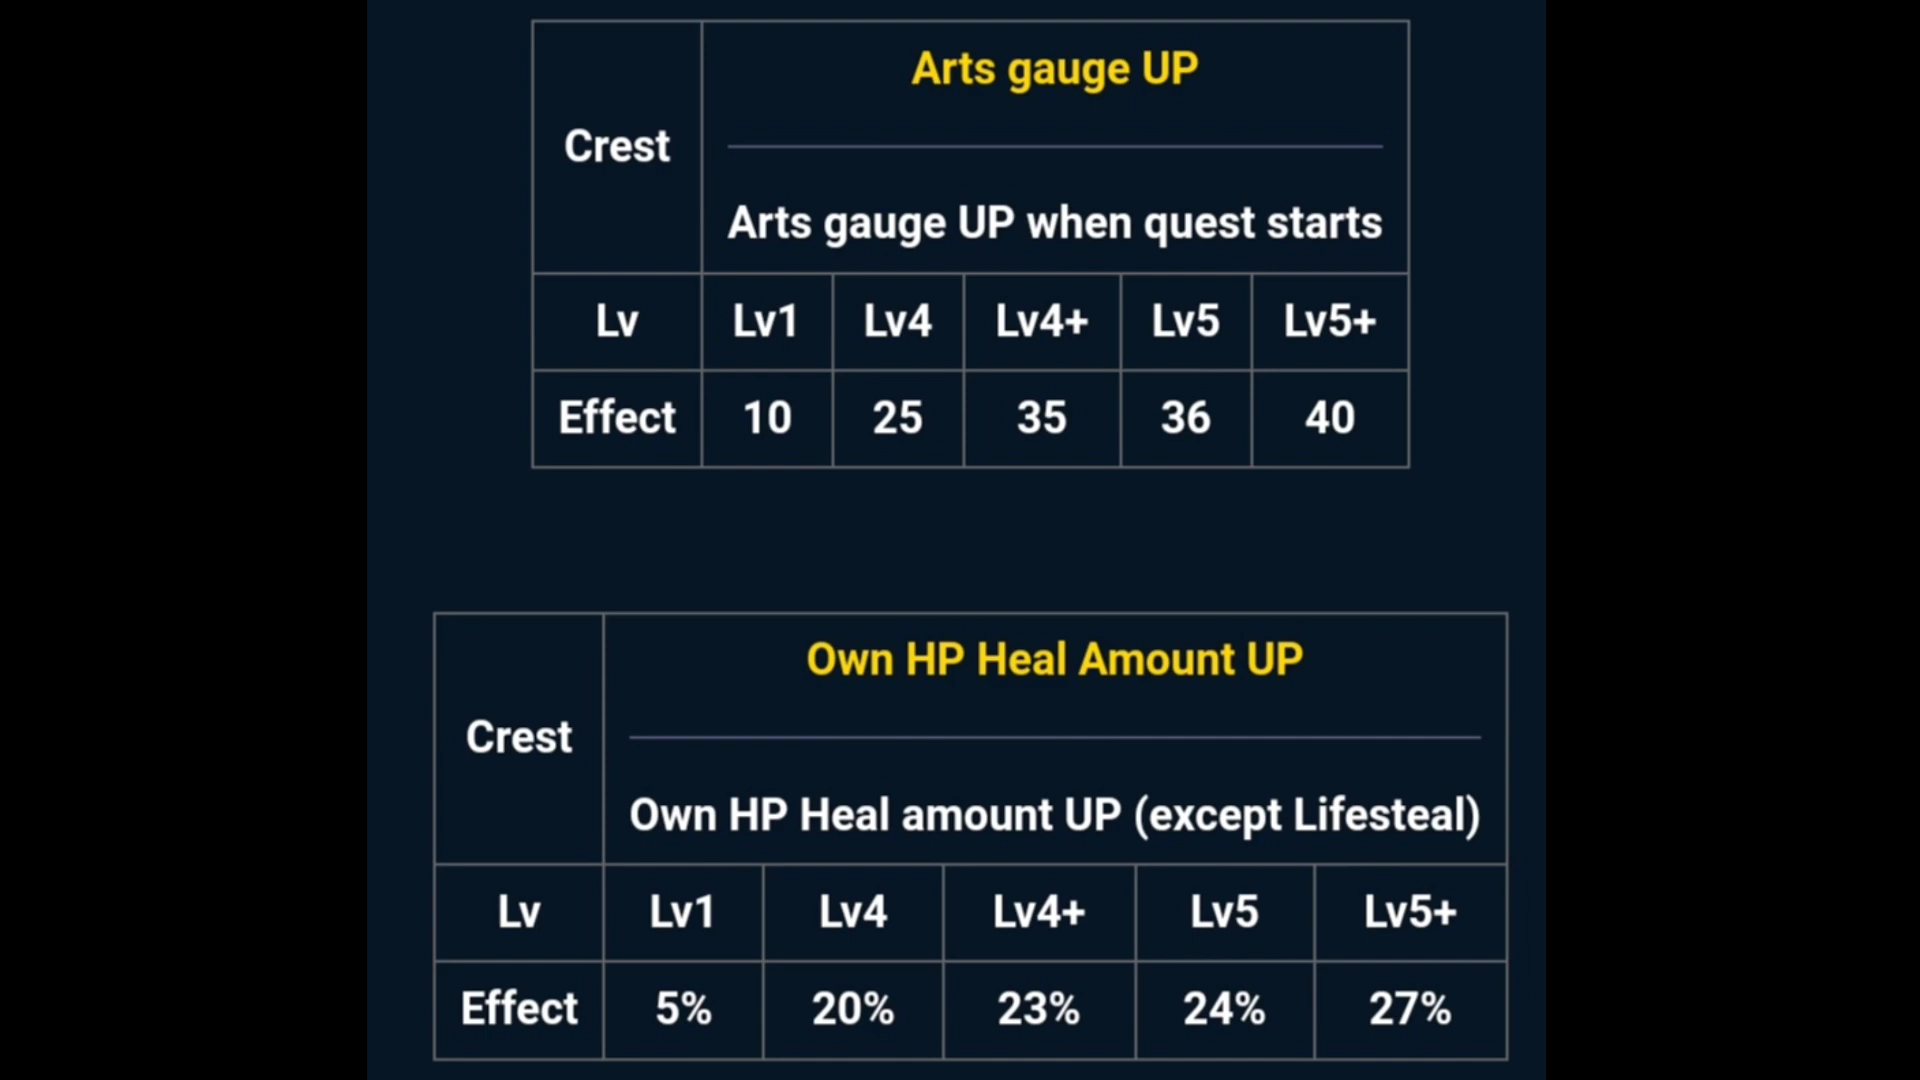 Arts gauge UP
Crest
Arts gauge UP when quest starts
Lv Lv1 Lv4 Lv4+ Lv5 Lv5+
Effect 10 25 35 36 40
Own HP Heal Amount UP
Crest
Own HP Heal amount UP (except Lifesteal)
Lv Lv1 Lv4 Lv4+ Lv5 Lv5+
Effect 5% 20% 23% 24% 27%